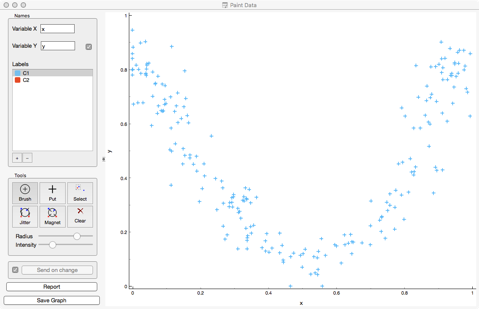 Paint Data
Names
Variable X x
Variable Y y
Labels
C1
C2
+ -
Tools
Brush Put Select
Jitter Magnet Clear
Radius
Intensity
Send on change
Report
Save Graph
1
0.8
0.6
0.4
0.2
0
y
0 0.2 0.4 0.6 0.8 1
x